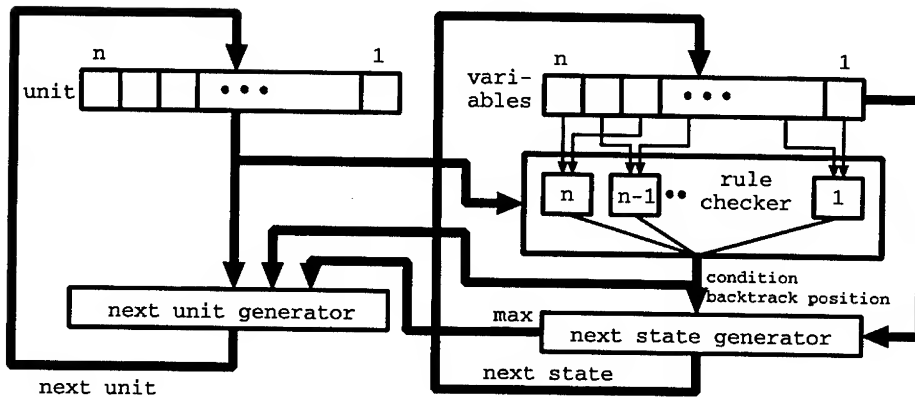 n 1
unit •••
n 1
vari-
ables •••
n n-1 •• rule
checker 1
condition
backtrack position
next unit generator
max next state generator
next unit
next state